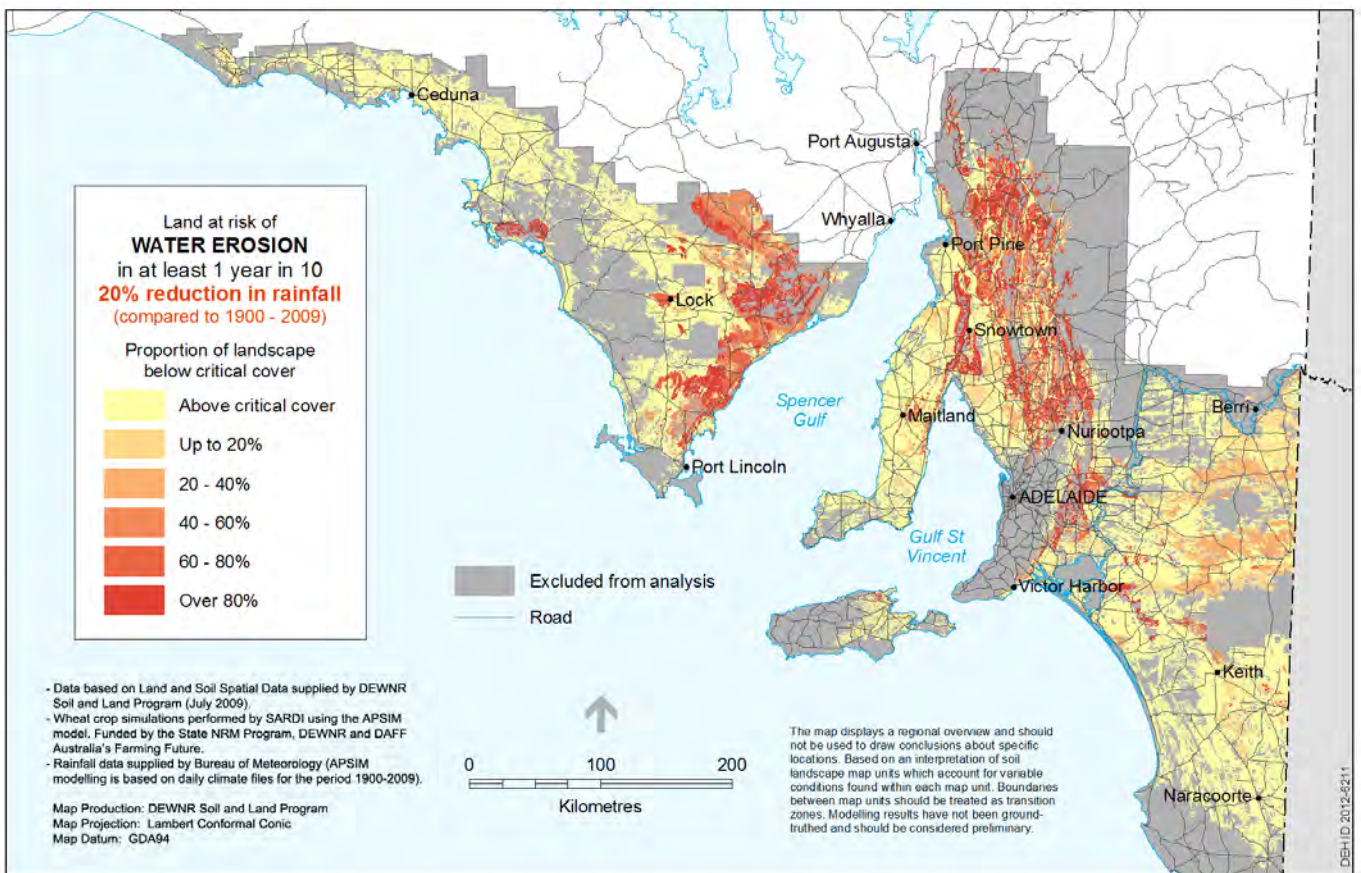 Land at risk of
WATER EROSION
in at least 1 year in 10
20% reduction in rainfall
(compared to 1900 - 2009)
Proportion of landscape
below critical cover
Above critical cover
Up to 20%
20 - 40%
40 - 60%
60 - 80%
Over 80%
Excluded from analysis
Road
Ceduna
Port Augusta
Whyalla
Port Pirie
Lock
Snowtown
Spencer
Gulf
Maitland
Berri
Nuriootpa
Port Lincoln
ADELAIDE
Gulf St
Vincent
Victor Harbor
Keith
Naracoorte
- Data based on Land and Soil Spatial Data supplied by DEWNR
Soil and Land Program (July 2009).
- Wheat crop simulations performed by SARDI using the APSIM
model. Funded by the State NRM Program, DEWNR and DAFF
Australia's Farming Future.
- Rainfall data supplied by Bureau of Meteorology (APSIM
modelling is based on daily climate files for the period 1900-2009).
Map Production: DEWNR Soil and Land Program
Map Projection: Lambert Conformal Conic
Map Datum: GDA94
0 100 200
Kilometres
The map displays a regional overview and should
not be used to draw conclusions about specific
locations. Based on an interpretation of soil
landscape map units which account for variable
conditions found within each map unit. Boundaries
between map units should be treated as transition
zones. Modelling results have not been ground-
truthed and should be considered preliminary.
DEH ID 2012-6211